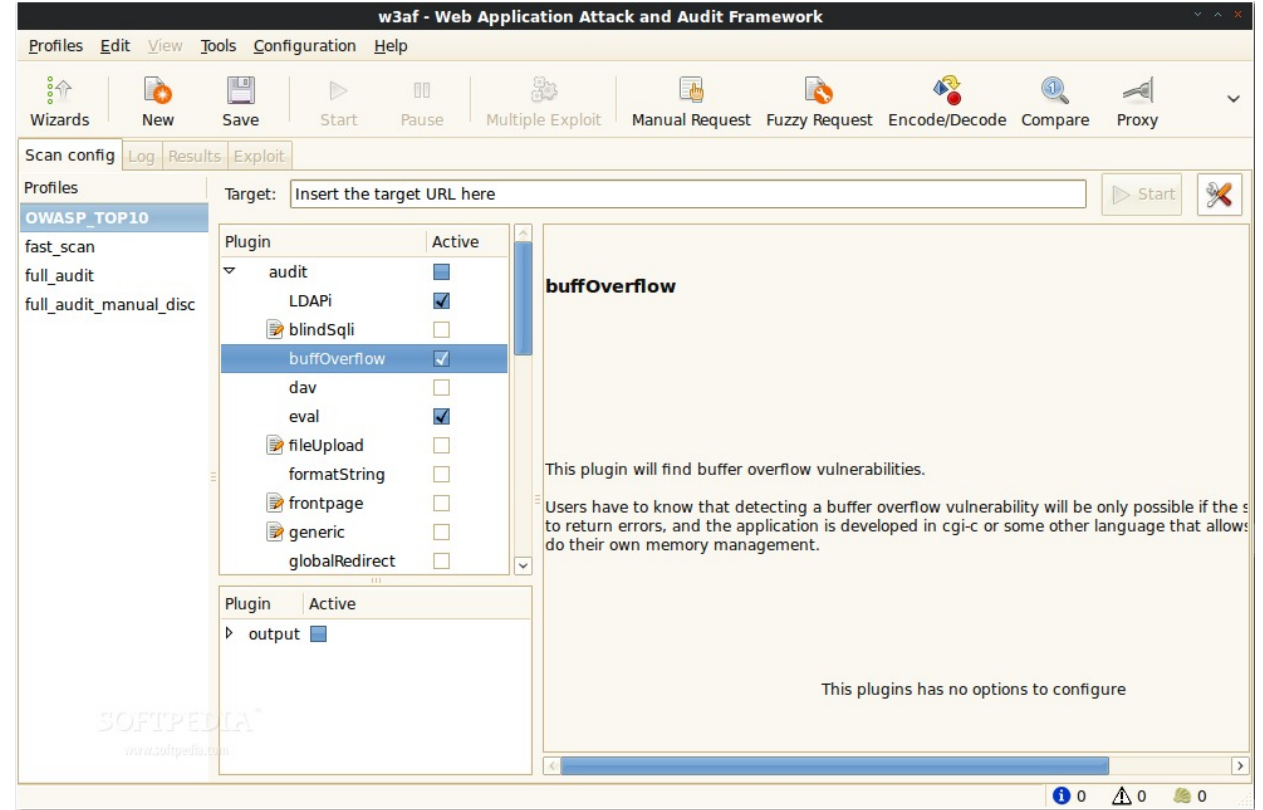 w3af - Web Application Attack and Audit Framework
Profiles Edit View Tools Configuration Help
Wizards New Save Start Pause Multiple Exploit Manual Request Fuzzy Request Encode/Decode Compare Proxy
Scan config Log Results Exploit
Profiles
OWASP_TOP10
fast_scan
full_audit
full_audit_manual_disc
Target: Insert the target URL here Start
Plugin Active
audit
LDAPi
blindSqli
buffOverflow
dav
eval
fileUpload
formatString
frontpage
generic
globalRedirect
Plugin Active
output
buffOverflow
This plugin will find buffer overflow vulnerabilities.
Users have to know that detecting a buffer overflow vulnerability will be only possible if the s
to return errors, and the application is developed in cgi-c or some other language that allows
do their own memory management.
This plugins has no options to configure
SOFTPEDIA
www.softpedia.com
0 0 0